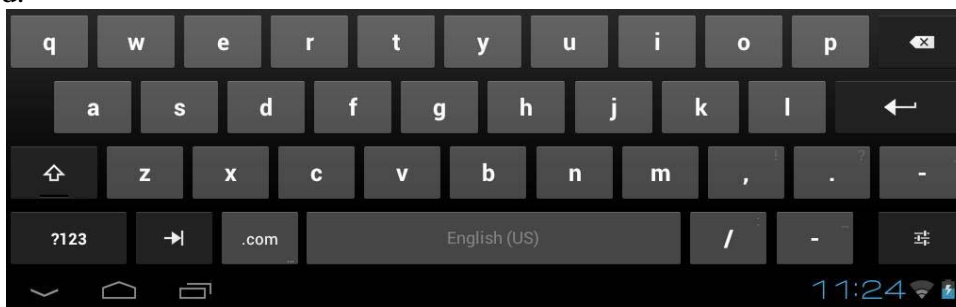 q w e r t y u i o p
a s d f g h j k l
z x c v b n m , ! . ? -
?123 .com ... English (US) / : - _
11:24